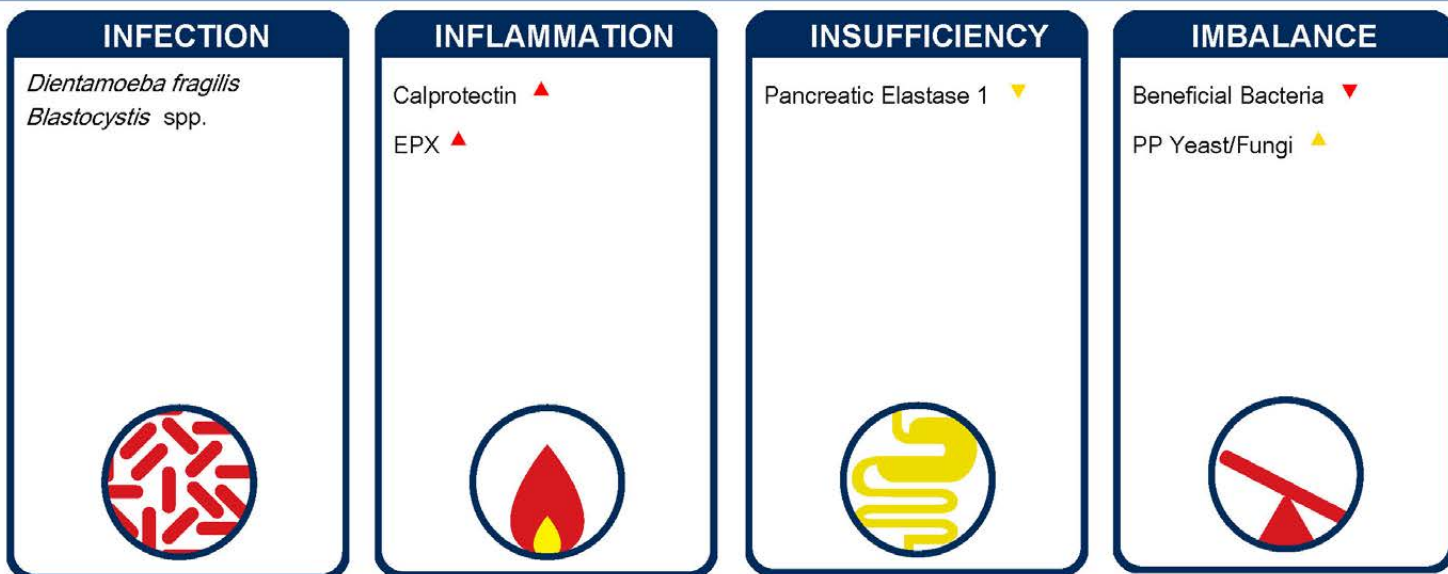 INFECTION
Dientamoeba fragilis
Blastocystis spp.
INFLAMMATION
Calprotectin ▲
EPX ▲
INSUFFICIENCY
Pancreatic Elastase 1 ▼
IMBALANCE
Beneficial Bacteria ▼
PP Yeast/Fungi ▲